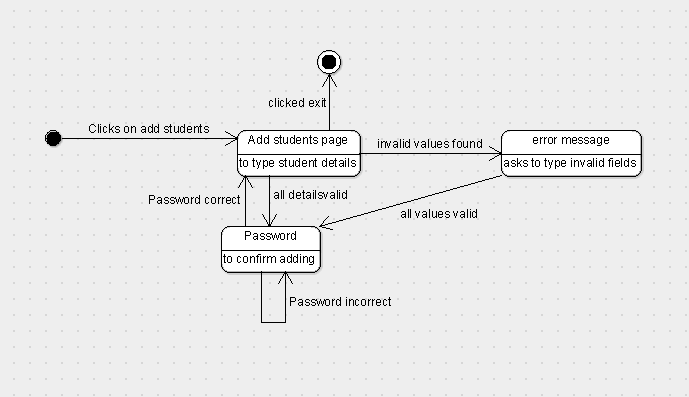 clicked exit
Clicks on add students
Add students page
to type student details
invalid values found
error message
asks to type invalid fields
Password correct
all detailsvalid
all values valid
Password
to confirm adding
Password incorrect